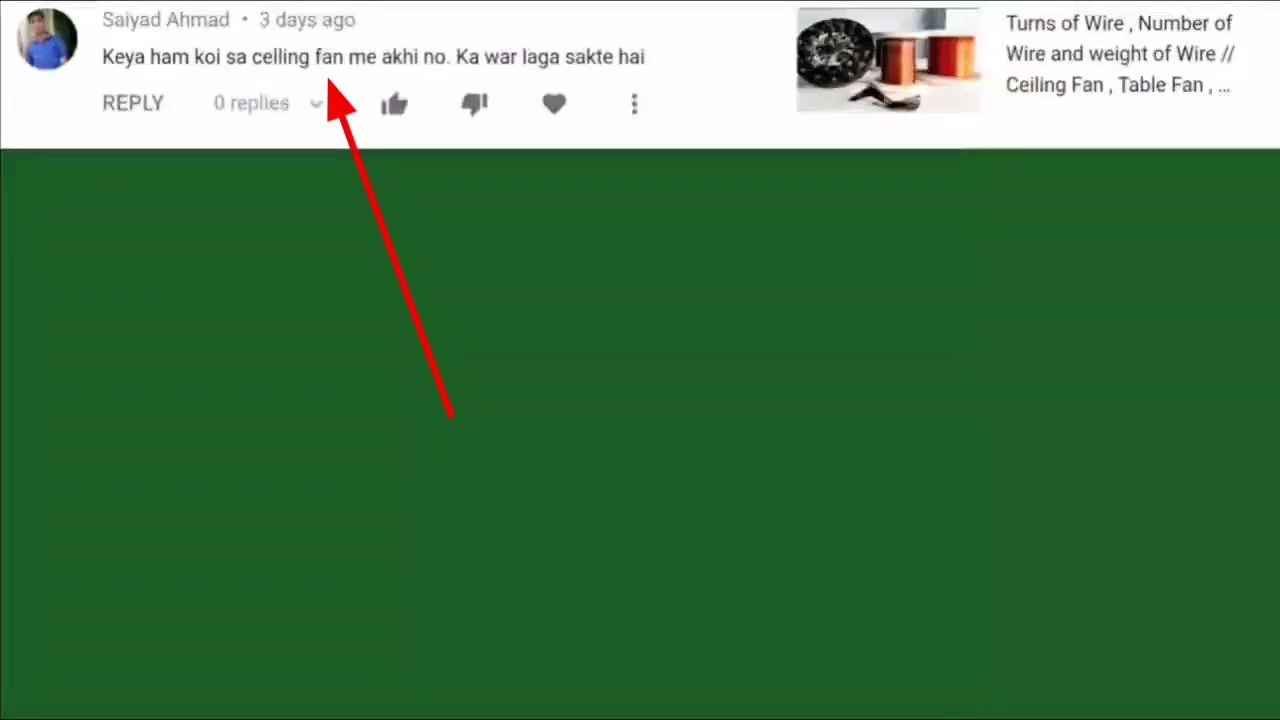 Saiyad Ahmad • 3 days ago
Keya ham koi sa celling fan me akhi no. Ka war laga sakte hai
REPLY 0 replies
Turns of Wire , Number of
Wire and weight of Wire //
Ceiling Fan , Table Fan , ...